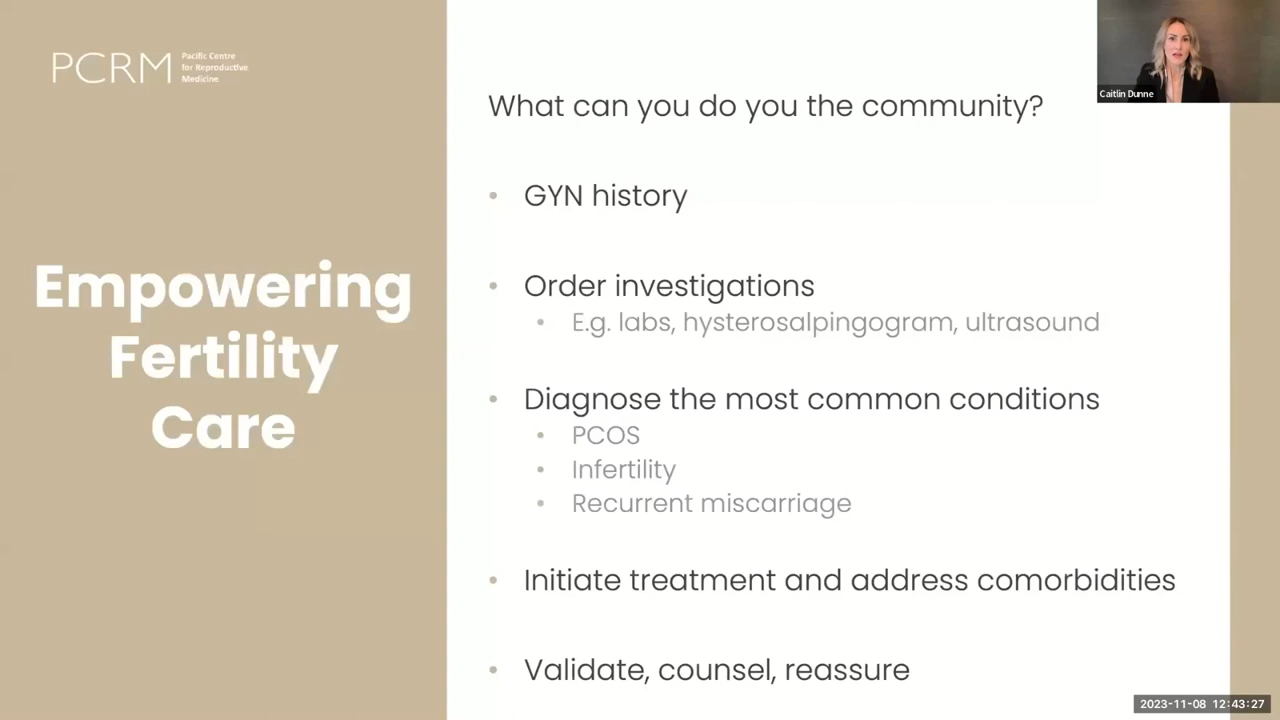 PCRM
Pacific Centre
for Reproductive
Medicine.
Empowering
Fertility
Care
What can you do you the community?
• GYN history
• Order investigations
• E.g. labs, hysterosalpingogram, ultrasound
• Diagnose the most common conditions
• PCOS
• Infertility
• Recurrent miscarriage
• Initiate treatment and address comorbidities
• Validate, counsel, reassure
Caitlin Dunne
2023-11-08 12:43:27